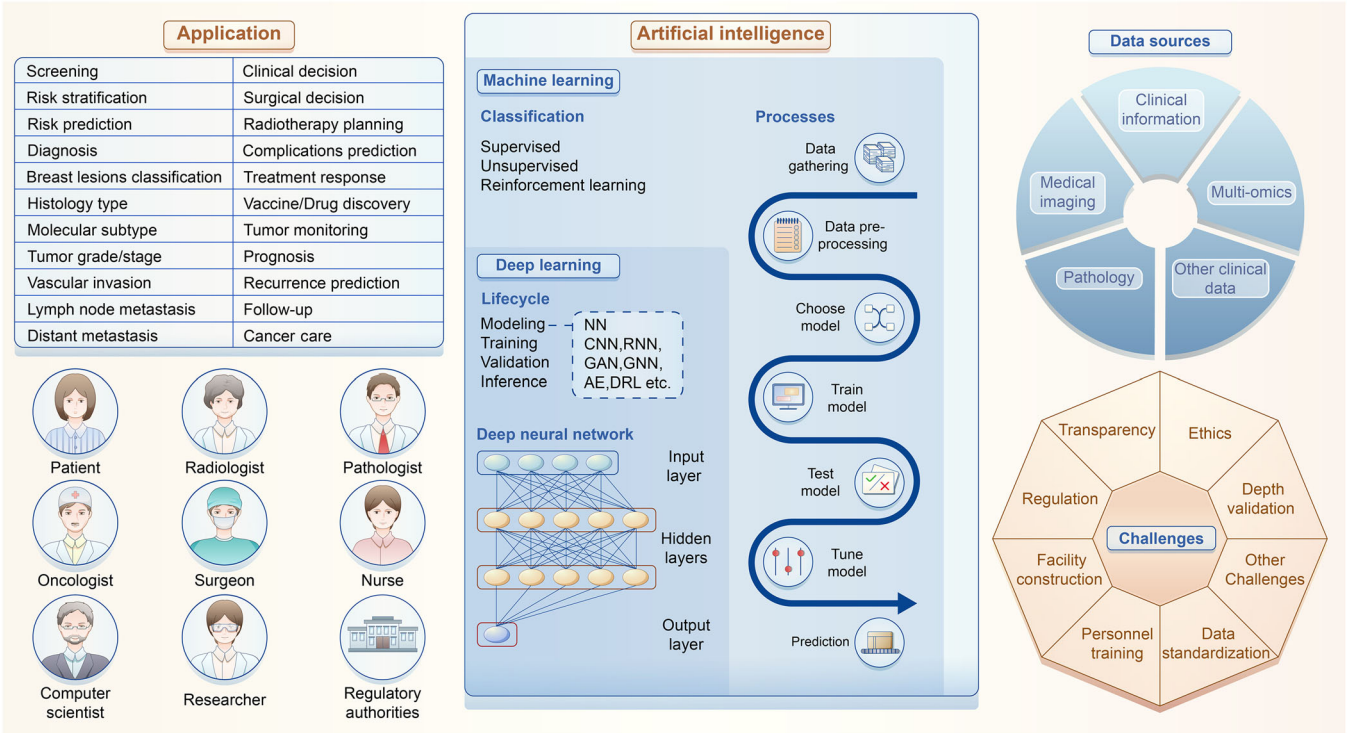 Application
Screening
Clinical decision
Risk stratification
Surgical decision
Risk prediction
Radiotherapy planning
Diagnosis
Complications prediction
Breast lesions classification
Treatment response
Histology type
Vaccine/Drug discovery
Molecular subtype
Tumor monitoring
Tumor grade/stage
Prognosis
Vascular invasion
Recurrence prediction
Lymph node metastasis
Follow-up
Distant metastasis
Cancer care
Patient
Radiologist
Pathologist
Oncologist
Surgeon
Nurse
Computer
scientist
Researcher
Regulatory
authorities
Artificial intelligence
Machine learning
Classification
Supervised
Unsupervised
Reinforcement learning
Deep learning
Lifecycle
Modeling
Training
Validation
Inference
NN
CNN,RNN,
GAN,GNN,
AE,DRL etc.
Deep neural network
Input
layer
Hidden
layers
Output
layer
Processes
Data
gathering
Data pre-
processing
Choose
model
Train
model
Test
model
Tune
model
Prediction
Data sources
Clinical
information
Medical
imaging
Multi-omics
Pathology
Other clinical
data
Transparency
Ethics
Regulation
Depth
validation
Challenges
Facility
construction
Other
Challenges
Personnel
training
Data
standardization